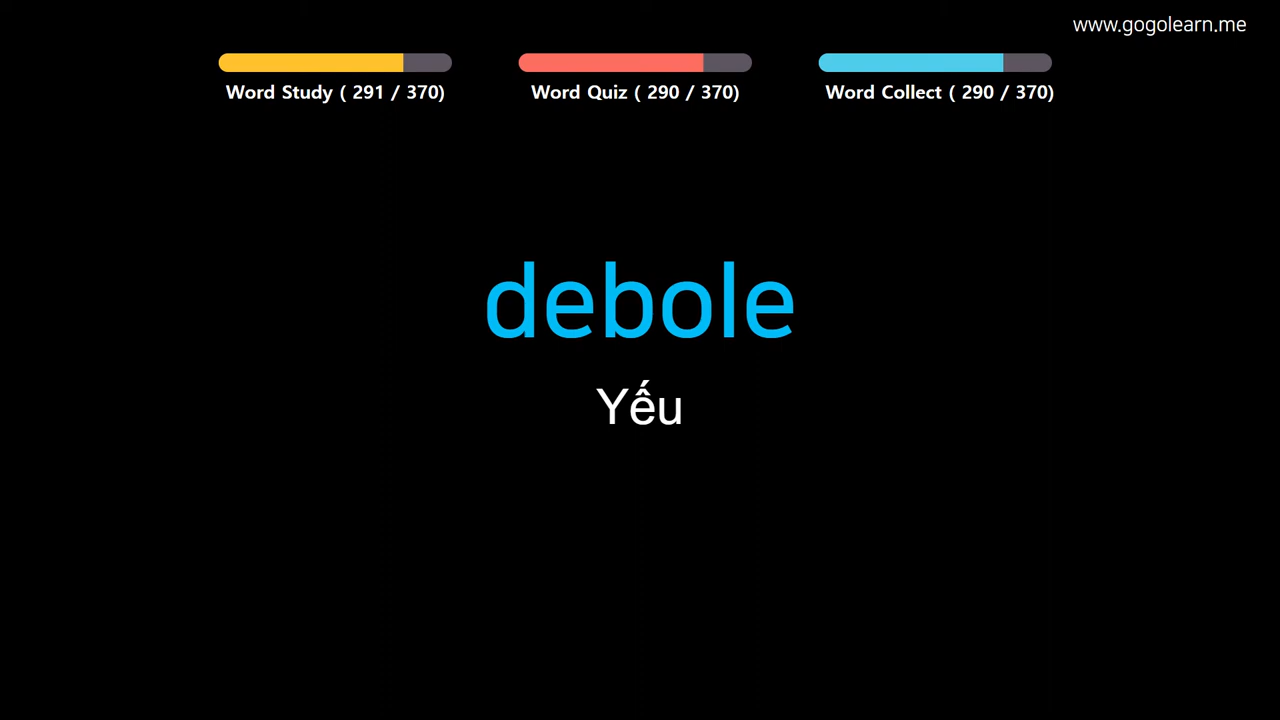 www.gogolearn.me
Word Study ( 291 / 370)
Word Quiz ( 290 / 370)
Word Collect ( 290 / 370)
debole
Yếu